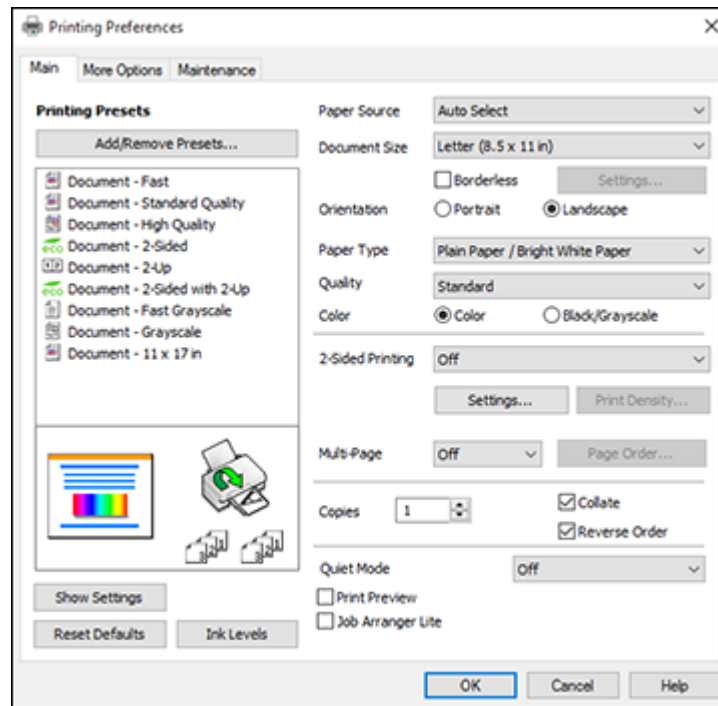 Printing Preferences
Main More Options Maintenance
Printing Presets
Add/Remove Presets...
Document - Fast
Document - Standard Quality
Document - High Quality
eco Document - 2-Sided
1 2 Document - 2-Up
eco Document - 2-Sided with 2-Up
Document - Fast Grayscale
Document - Grayscale
Document - 11 x 17 in
Show Settings
Reset Defaults Ink Levels
Paper Source Auto Select
Document Size Letter (8.5 x 11 in)
Borderless Settings...
Orientation Portrait Landscape
Paper Type Plain Paper / Bright White Paper
Quality Standard
Color Color Black/Grayscale
2-Sided Printing Off
Settings... Print Density...
Multi-Page Off Page Order...
Copies 1 Collate
Reverse Order
Quiet Mode Off
Print Preview
Job Arranger Lite
OK Cancel Help